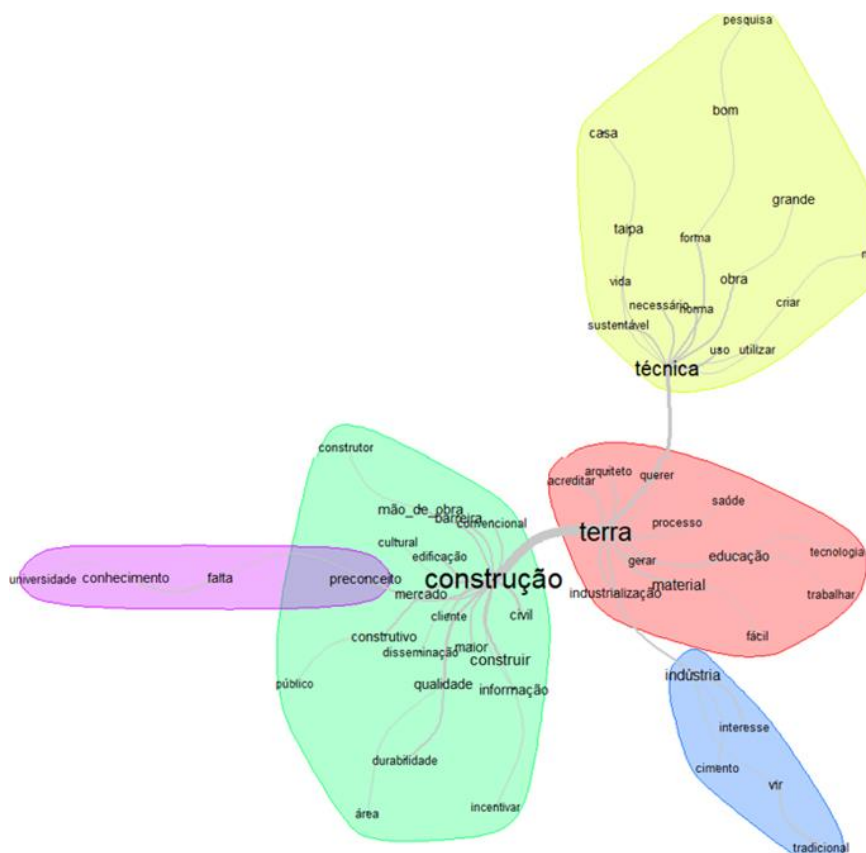 pesquisa
bom
casa
grande
taipa
forma
obra
vida
necessário
norma
criar
sustentável
uso
utilizar
técnica
construtor
arquiteto
querer
acreditar
saúde
mão_de_obra
barreira
convencional
processo
terra
cultural
edificação
gerar
educação
tecnologia
universidade
conhecimento
falta
preconceito
construção
material
mercado
industrialização
trabalhar
cliente
civil
construtivo
maior
fácil
disseminação
construir
público
qualidade
informação
indústria
interesse
durabilidade
cimento
vir
área
incentivar
tradicional